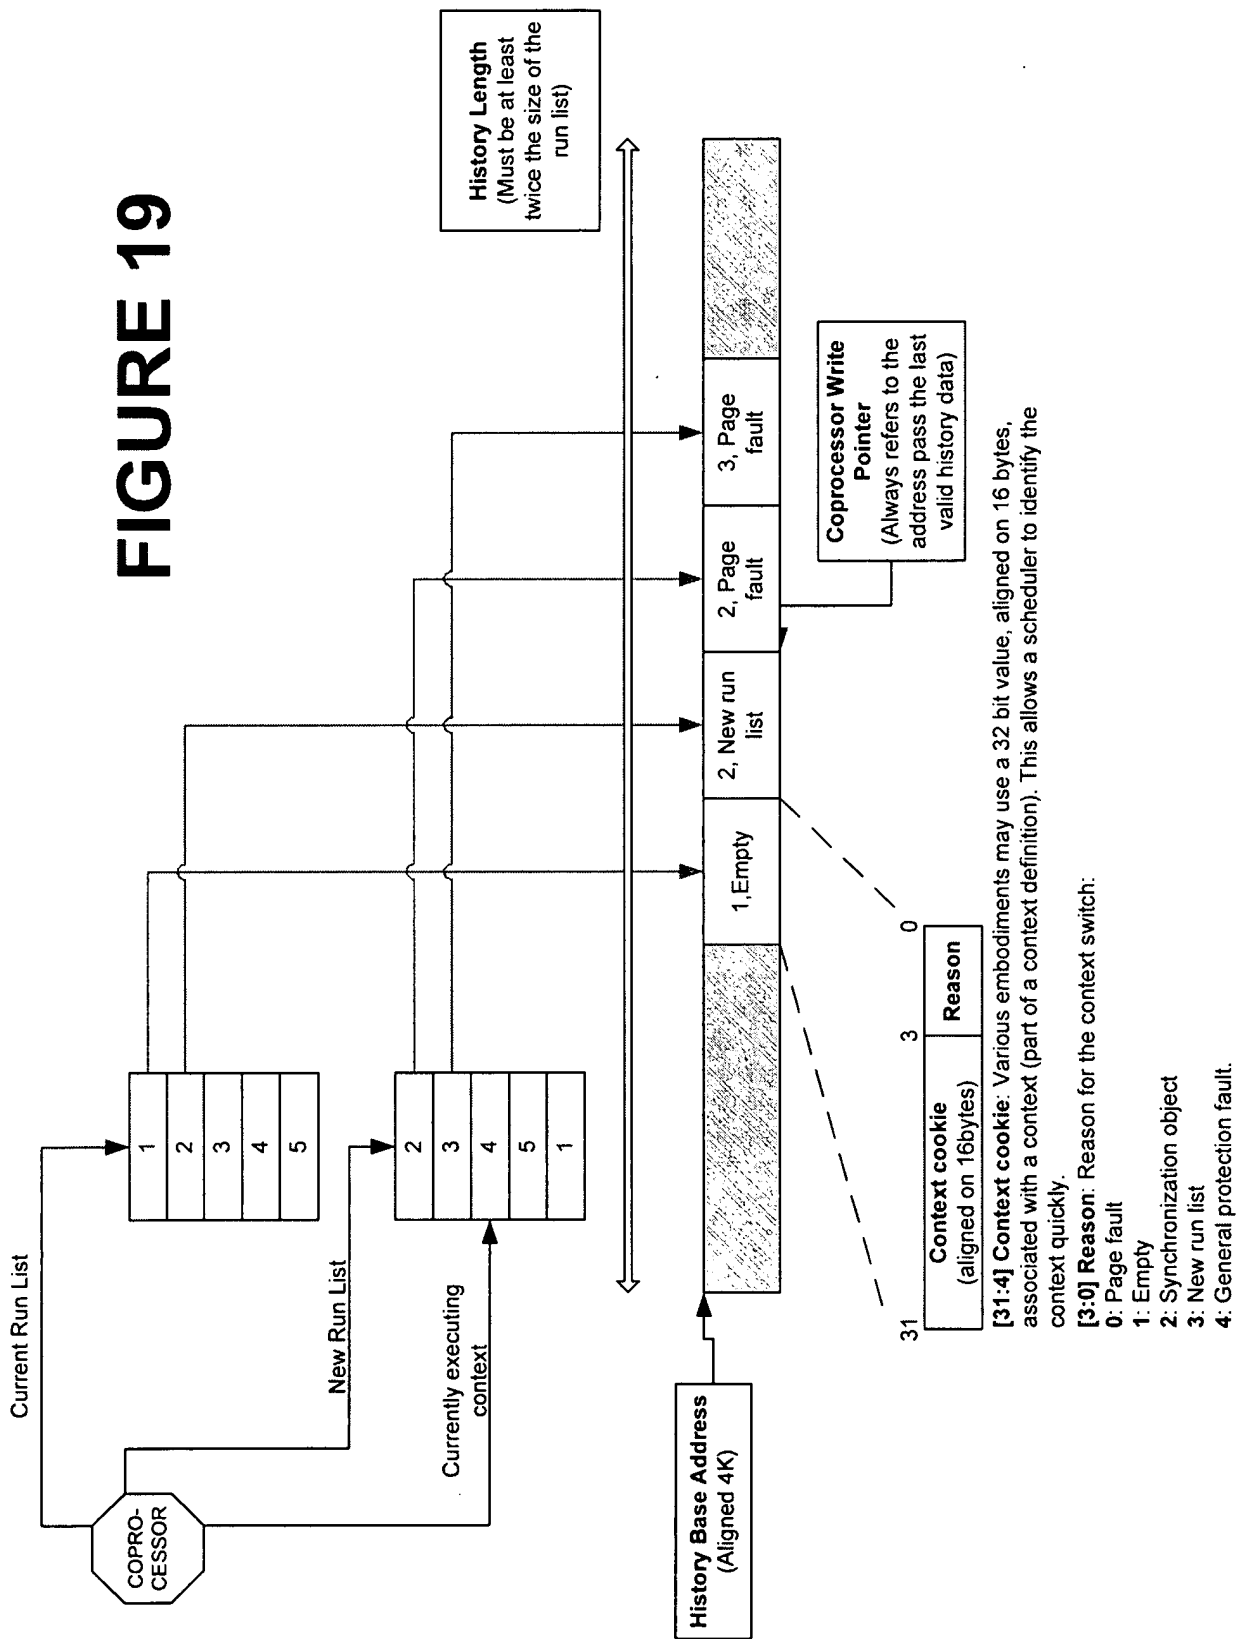 FIGURE 19
COPRO-
CESSOR
Current Run List
1
2
3
4
5
New Run List
2
3
4
5
1
Currently executing
context
History Length
(Must be at least
twice the size of the
run list)
History Base Address
(Aligned 4K)
1,Empty
2, New run
list
2, Page
fault
3, Page
fault
Coprocessor Write
Pointer
(Always refers to the
address pass the last
valid history data)
31
3
0
Context cookie
(aligned on 16bytes)
Reason
[31:4] Context cookie: Various embodiments may use a 32 bit value, aligned on 16 bytes,
associated with a context (part of a context definition). This allows a scheduler to identify the
context quickly.
[3:0] Reason: Reason for the context switch:
0: Page fault
1: Empty
2: Synchronization object
3: New run list
4: General protection fault.